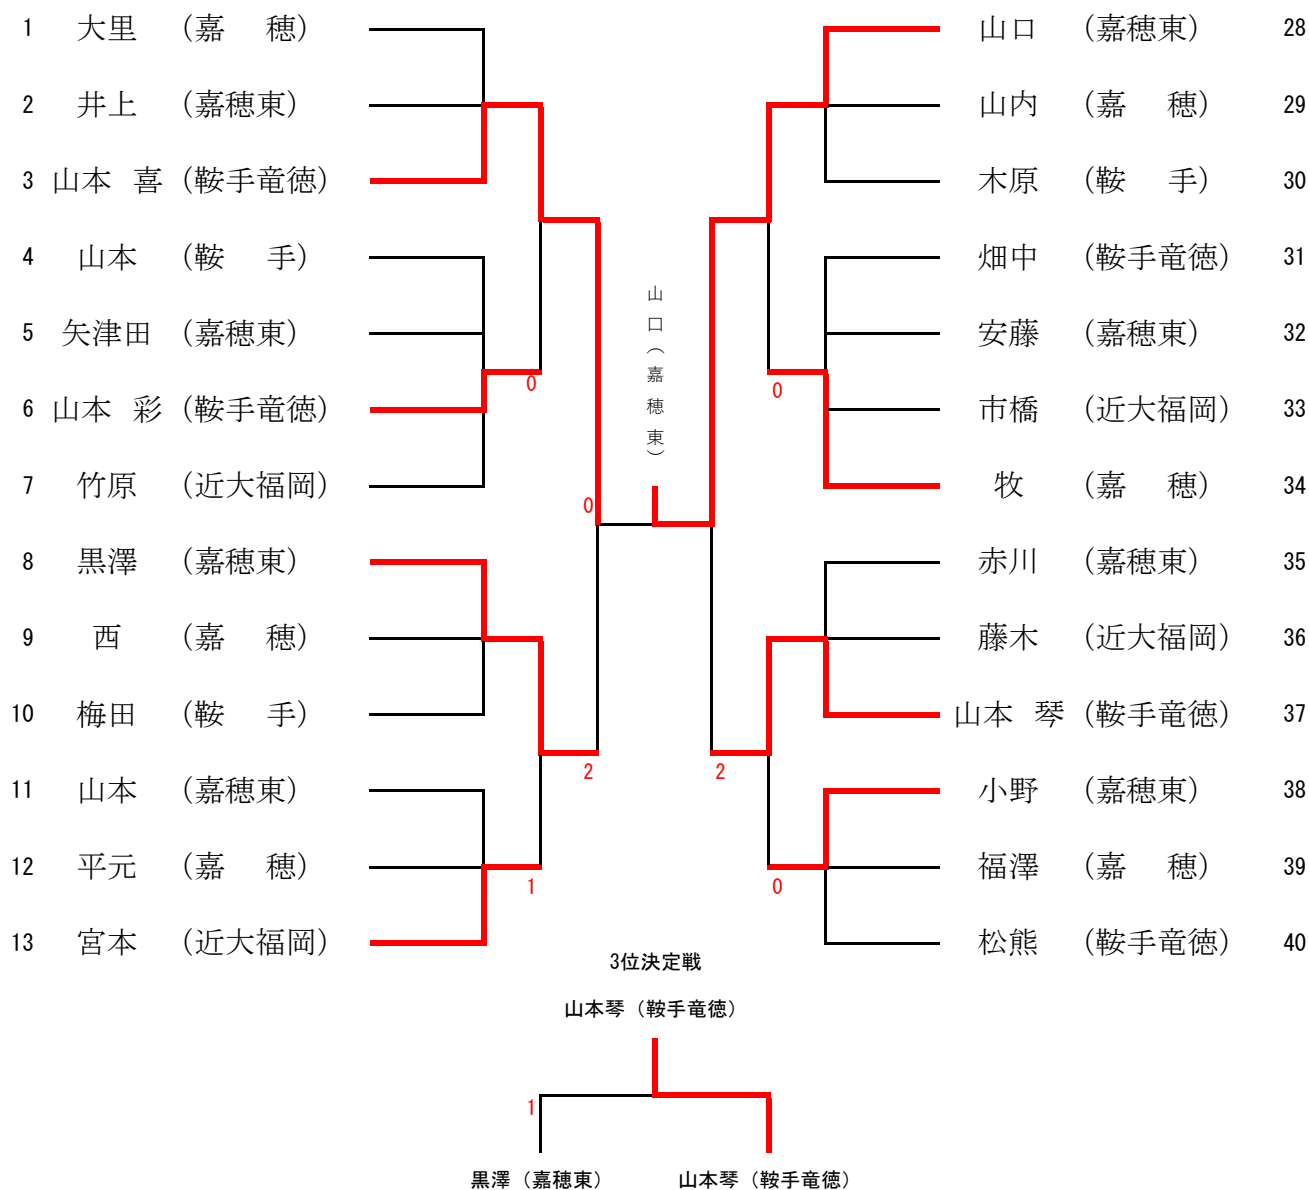 1 大里 （嘉　穂）
2 井上 （嘉穂東）
3 山本 喜（鞍手竜徳）
4 山本 （鞍　手）
5 矢津田（嘉穂東）
6 山本 彩（鞍手竜徳）
7 竹原 （近大福岡）
8 黒澤 （嘉穂東）
9 西 （嘉　穂）
10 梅田 （鞍　手）
11 山本 （嘉穂東）
12 平元 （嘉　穂）
13 宮本 （近大福岡）
0
0
2
1
山口（嘉穂東）
山口 （嘉穂東） 28
山内 （嘉　穂） 29
木原 （鞍　手） 30
畑中 （鞍手竜徳） 31
安藤 （嘉穂東） 32
市橋 （近大福岡） 33
牧 （嘉　穂） 34
赤川 （嘉穂東） 35
藤木 （近大福岡） 36
山本 琴（鞍手竜徳） 37
小野 （嘉穂東） 38
福澤 （嘉　穂） 39
松熊 （鞍手竜徳） 40
0
2
0
3位決定戦
山本琴（鞍手竜徳）
1
黒澤（嘉穂東） 山本琴（鞍手竜徳）